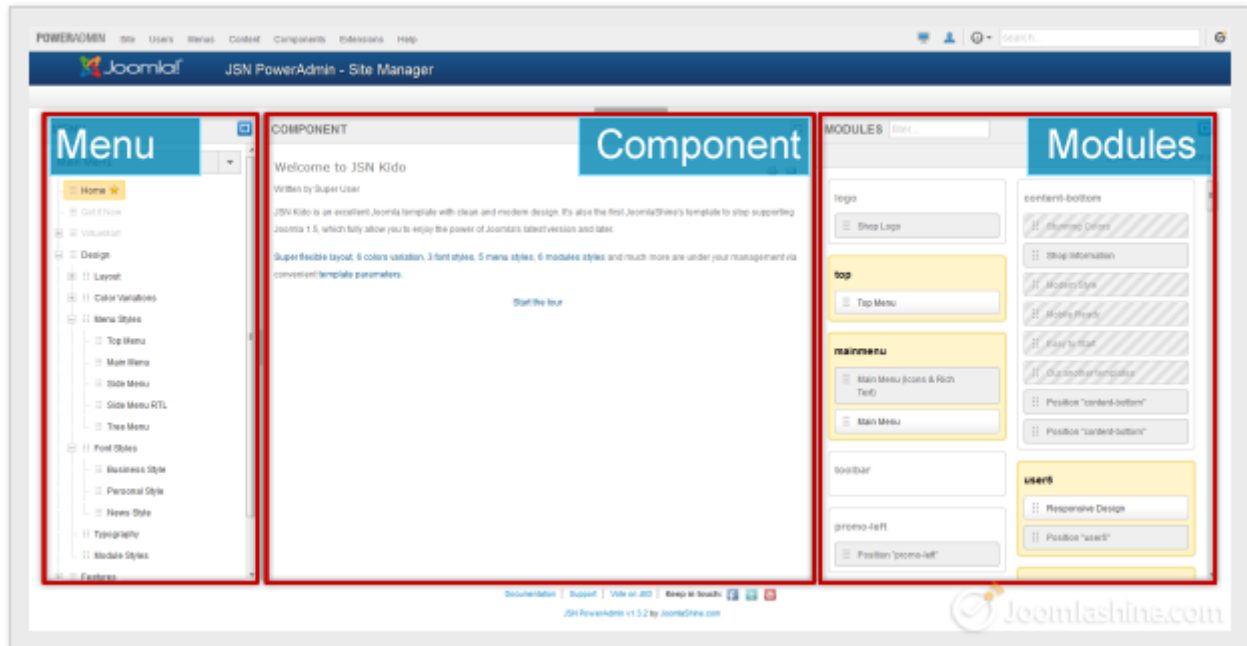 POWERADMIN Site Users Menus Content Components Extensions Help
search...
Joomla!
JSN PowerAdmin - Site Manager
Menu
Home
Get it Now
Virtuemart
Design
Layout
Color Variations
Menu Styles
Top Menu
Main Menu
Side Menu
Side Menu RTL
Tree Menu
Font Styles
Business Style
Personal Style
News Style
Typography
Module Styles
Features
COMPONENT
Component
Welcome to JSN Kido
Written by Super User
JSN Kido is an excellent Joomla template with clean and modern design. It's also the first JoomlaShine's template to stop supporting
Joomla 1.5, which fully allow you to enjoy the power of Joomla's latest version and later.
Super flexible layout, 6 colors variation, 3 font styles, 5 menu styles, 6 modules styles and much more are under your management via
convenient template parameters.
Start the tour
MODULES filter...
Modules
logo
Shop Logo
top
Top Menu
mainmenu
Main Menu (Icons & Rich
Text)
Main Menu
toolbar
promo-left
Position "promo-left"
content-bottom
Stunning Colors
Shop Information
Modern Style
Mobile Ready
Easy to Start
Our another templates
Position "content-bottom"
Position "content-bottom"
user6
Responsive Design
Position "user6"
Documentation | Support | Vote on JED | Keep in touch:
JSN PowerAdmin v1.3.2 by JoomlaShine.com
Joomlashine.com